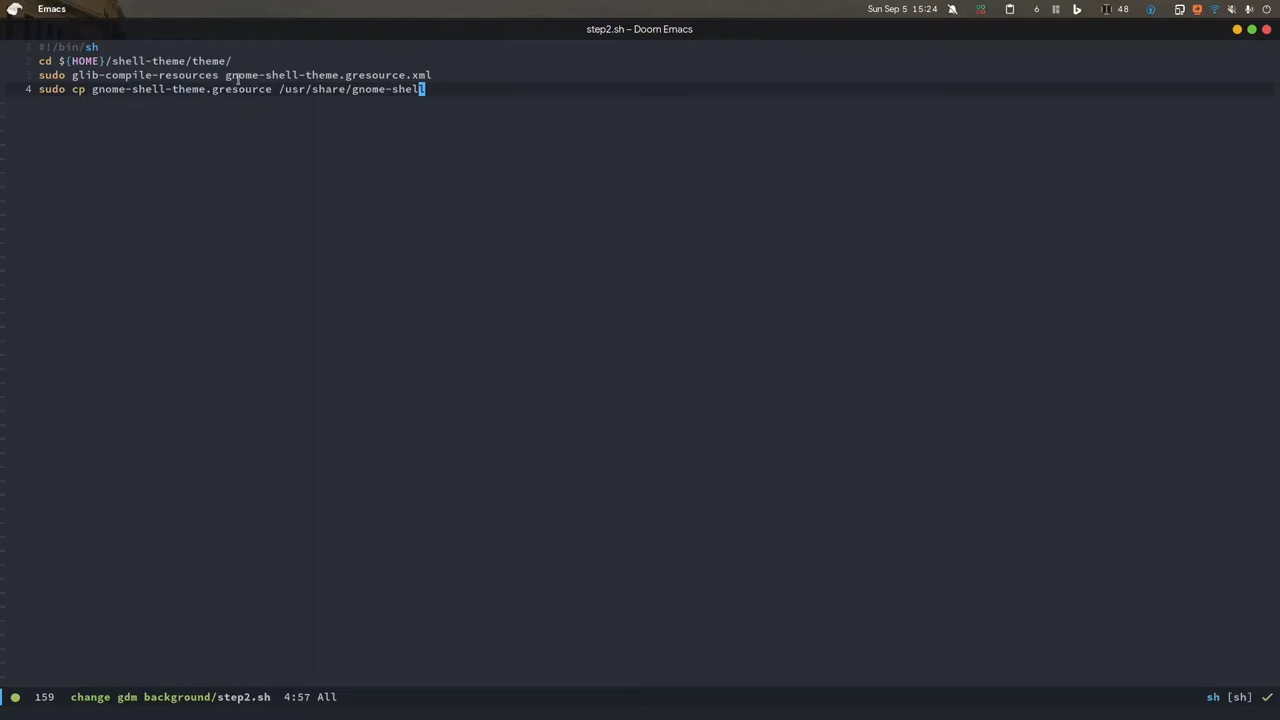 Emacs
Sun Sep 5 15:24
6
48
step2.sh – Doom Emacs
1 #!/bin/sh
2 cd ${HOME}/shell-theme/theme/
3 sudo glib-compile-resources gnome-shell-theme.gresource.xml
4 sudo cp gnome-shell-theme.gresource /usr/share/gnome-shell
159 change gdm background/step2.sh 4:57 All
sh [sh]